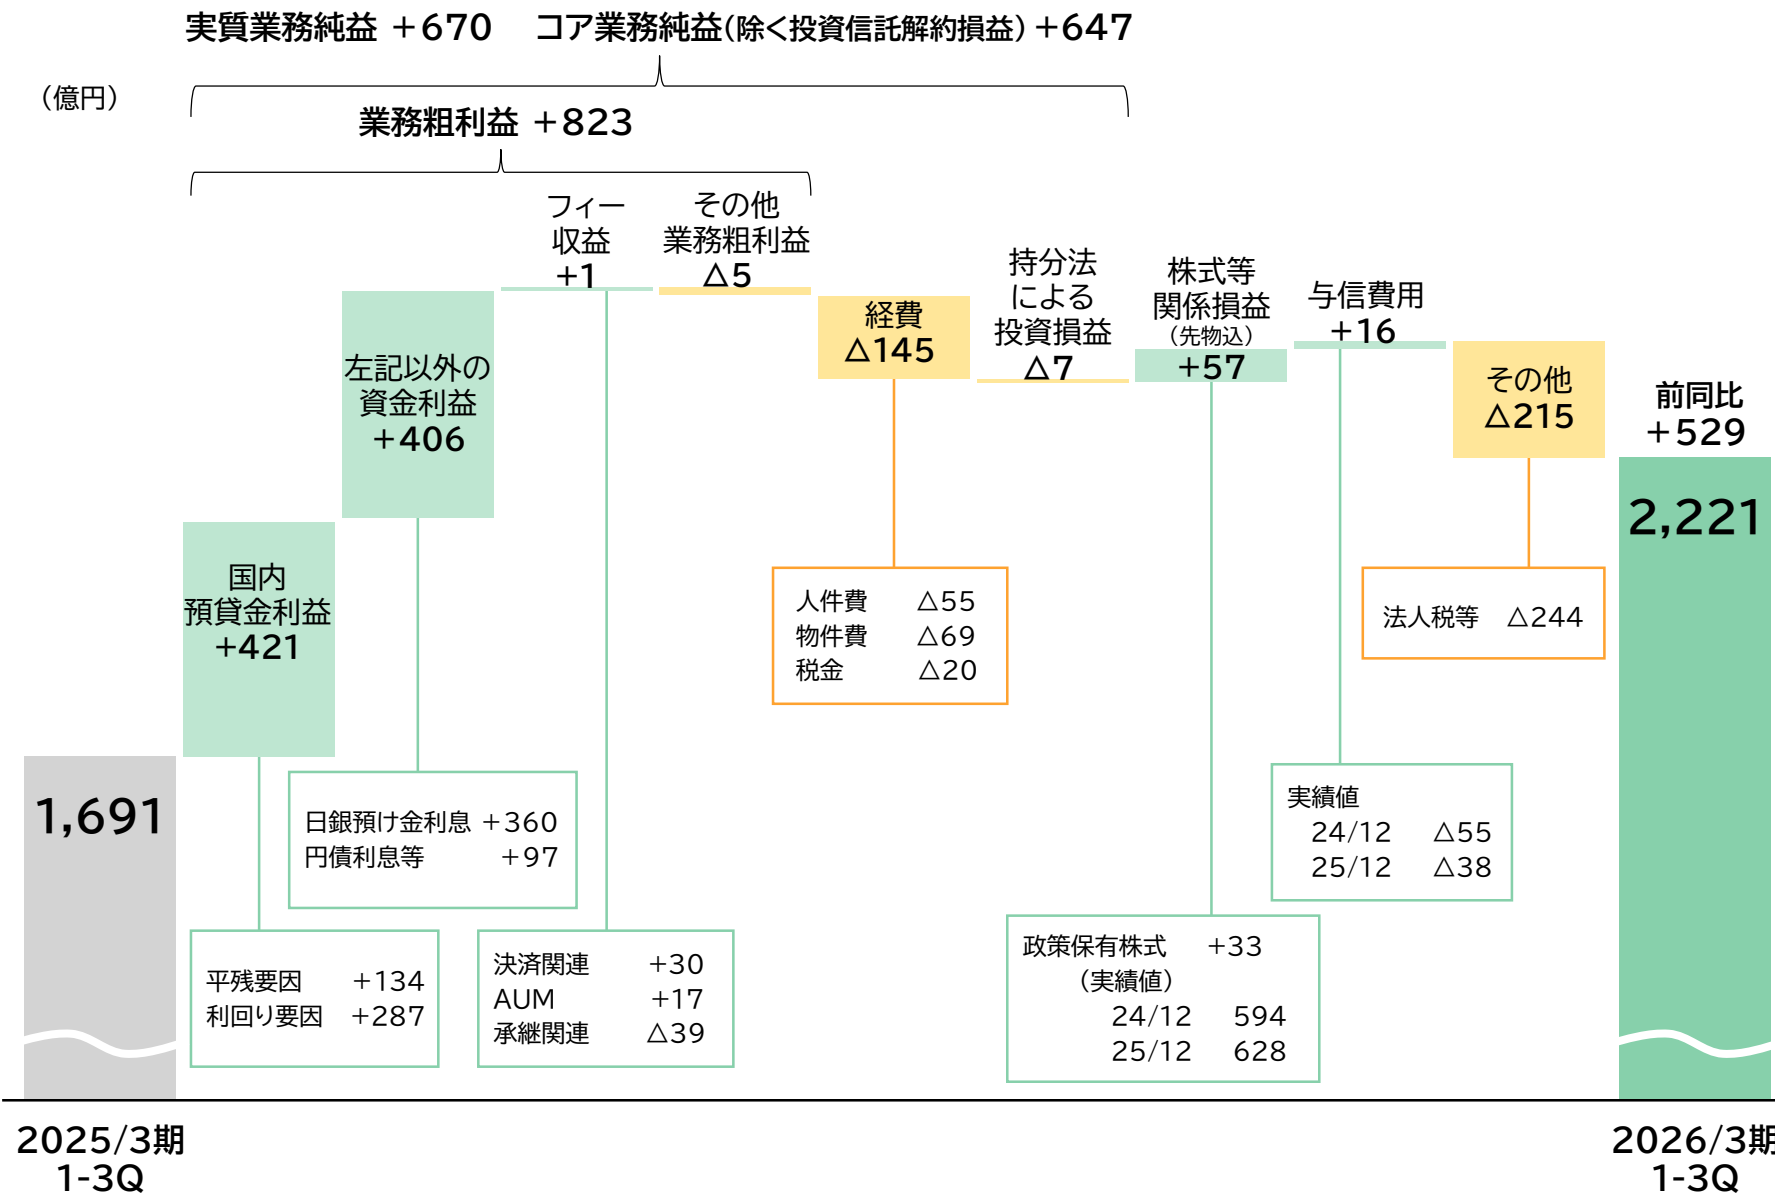 実質業務純益 +670 コア業務純益(除く投資信託解約損益)+647
(億円)
業務粗利益 +823
フィー
収益
+1
その他
業務粗利益
△5
経費
△145
持分法
による
投資損益
△7
株式等
関係損益
(先物込)
+57
与信費用
+16
その他
△215
前同比
+529
2,221
左記以外の
資金利益
+406
国内
預貸金利益
+421
1,691
人件費 △55
物件費 △69
税金 △20
法人税等 △244
日銀預け金利息 +360
円債利息等 +97
実績値
24/12 △55
25/12 △38
平残要因 +134
利回り要因 +287
決済関連 +30
AUM +17
承継関連 △39
政策保有株式 +33
(実績値)
24/12 594
25/12 628
2025/3期
1-3Q
2026/3期
1-3Q